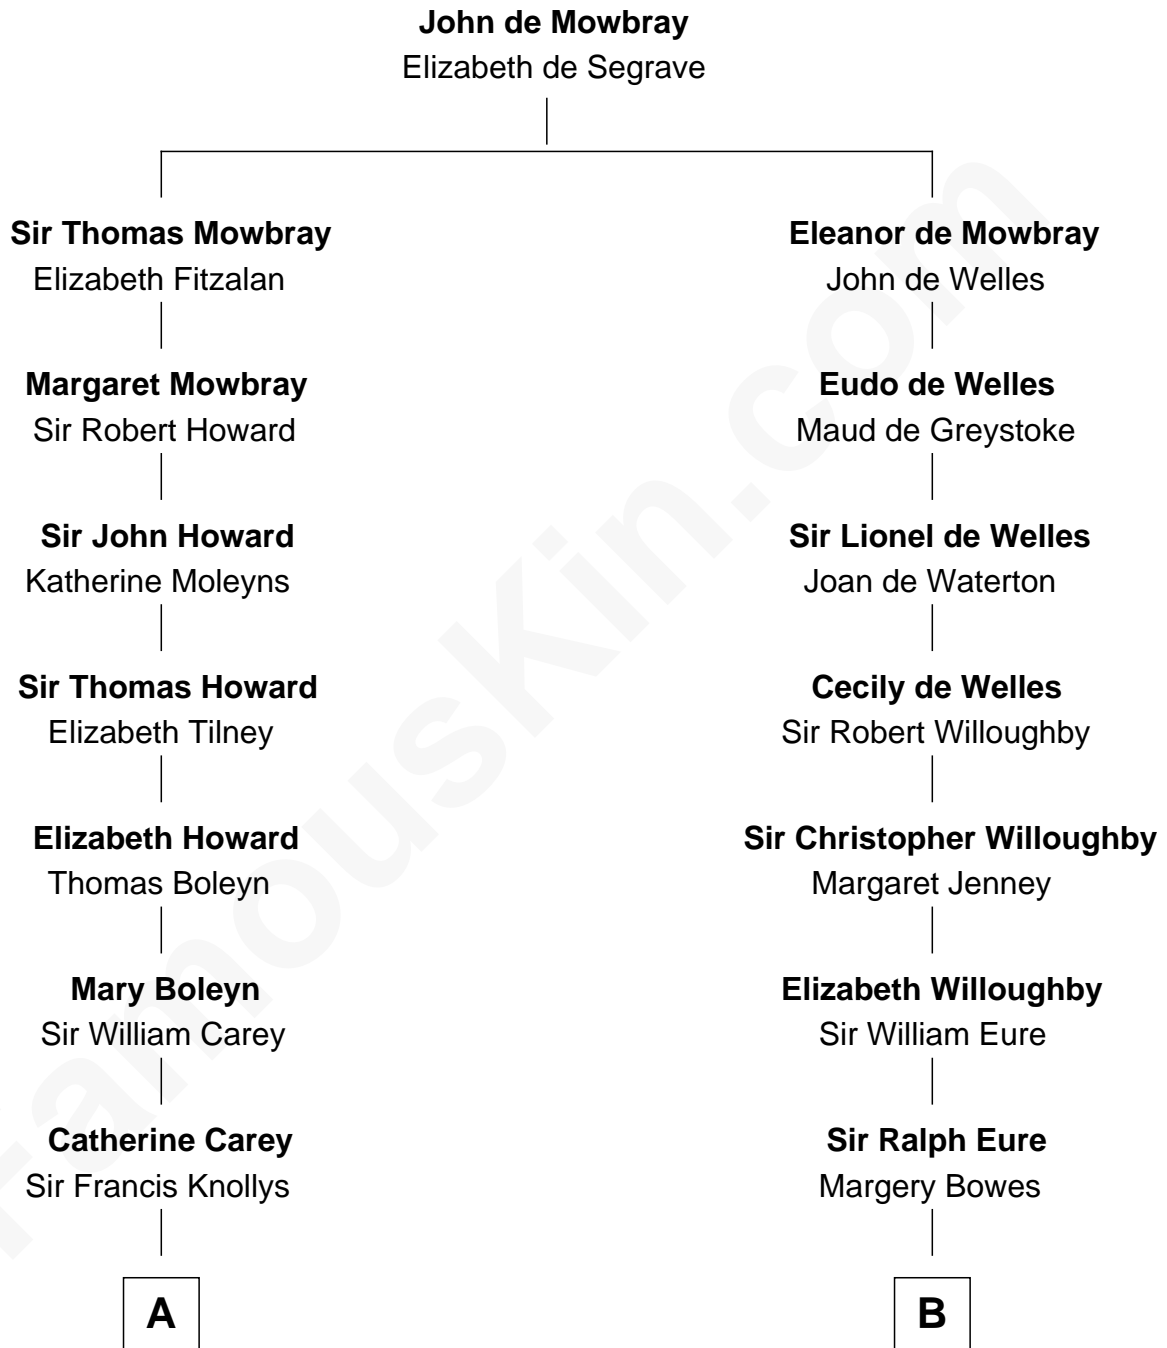 John de Mowbray
Elizabeth de Segrave
Sir Thomas Mowbray
Elizabeth Fitzalan
Margaret Mowbray
Sir Robert Howard
Sir John Howard
Katherine Moleyns
Sir Thomas Howard
Elizabeth Tilney
Elizabeth Howard
Thomas Boleyn
Mary Boleyn
Sir William Carey
Catherine Carey
Sir Francis Knollys
A
Eleanor de Mowbray
John de Welles
Eudo de Welles
Maud de Greystoke
Sir Lionel de Welles
Joan de Waterton
Cecily de Welles
Sir Robert Willoughby
Sir Christopher Willoughby
Margaret Jenney
Elizabeth Willoughby
Sir William Eure
Sir Ralph Eure
Margery Bowes
B
FamousKin.com